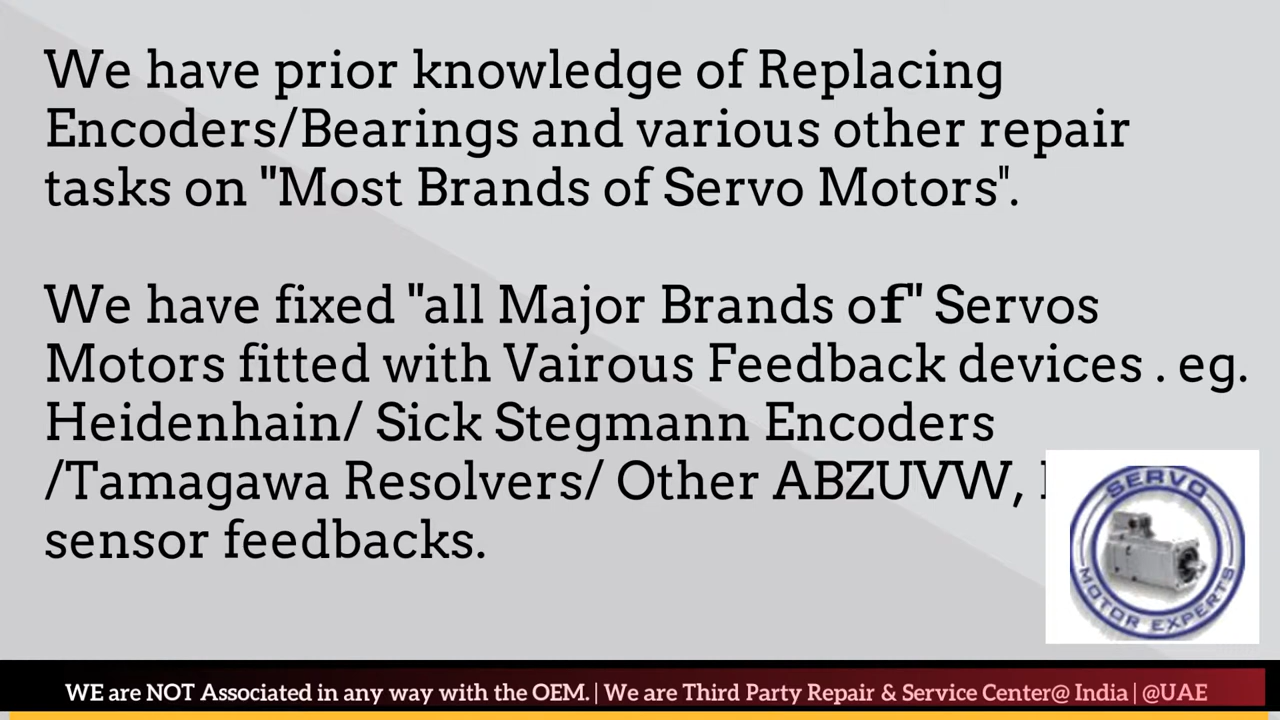 We have prior knowledge of Replacing
Encoders/Bearings and various other repair
tasks on "Most Brands of Servo Motors".
We have fixed "all Major Brands of" Servos
Motors fitted with Vairous Feedback devices . eg.
Heidenhain/ Sick Stegmann Encoders
/Tamagawa Resolvers/ Other ABZUVW,
sensor feedbacks.
SERVO
MOTOR EXPERTS
WE are NOT Associated in any way with the OEM. | We are Third Party Repair & Service Center@ India | @UAE